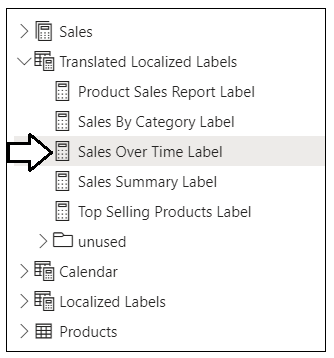 Sales
Translated Localized Labels
Product Sales Report Label
Sales By Category Label
Sales Over Time Label
Sales Summary Label
Top Selling Products Label
unused
Calendar
Localized Labels
Products